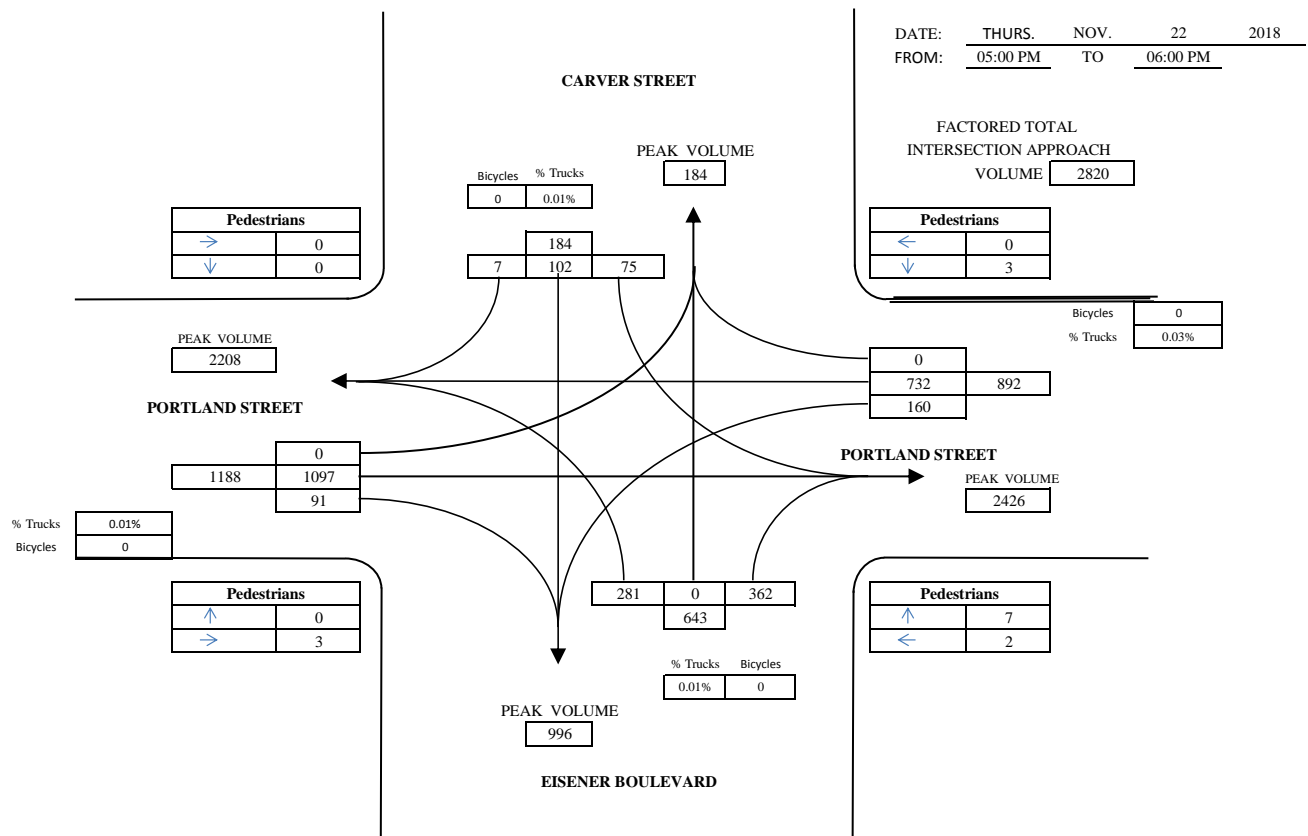 DATE: THURS. NOV. 22 2018
FROM: 05:00 PM TO 06:00 PM
CARVER STREET
FACTORED TOTAL
INTERSECTION APPROACH
VOLUME 2820
PEAK VOLUME
184
Bicycles % Trucks
0 0.01%
Pedestrians
→ 0
↓ 0
184
7 102 75
Pedestrians
← 0
↓ 3
Bicycles 0
% Trucks 0.03%
PEAK VOLUME
2208
0
732 892
160
PORTLAND STREET
0
1188 1097
91
PORTLAND STREET
PEAK VOLUME
2426
% Trucks 0.01%
Bicycles 0
Pedestrians
↑ 0
→ 3
281 0 362
643
Pedestrians
↑ 7
← 2
% Trucks Bicycles
0.01% 0
PEAK VOLUME
996
EISENER BOULEVARD